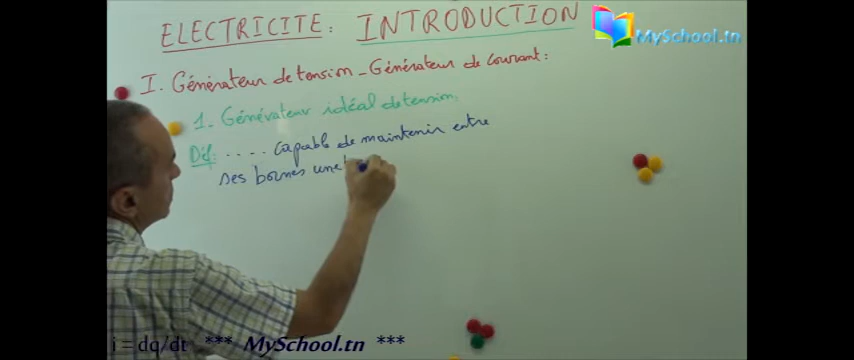 ELECTRICITE: INTRODUCTION
MySchool.tn
I. Générateur de tension - Générateur de courant:
1. Générateur idéal de tension.
Déf: .... Capable de maintenir entre
ses bornes une
i = dq/dt *** MySchool.tn ***